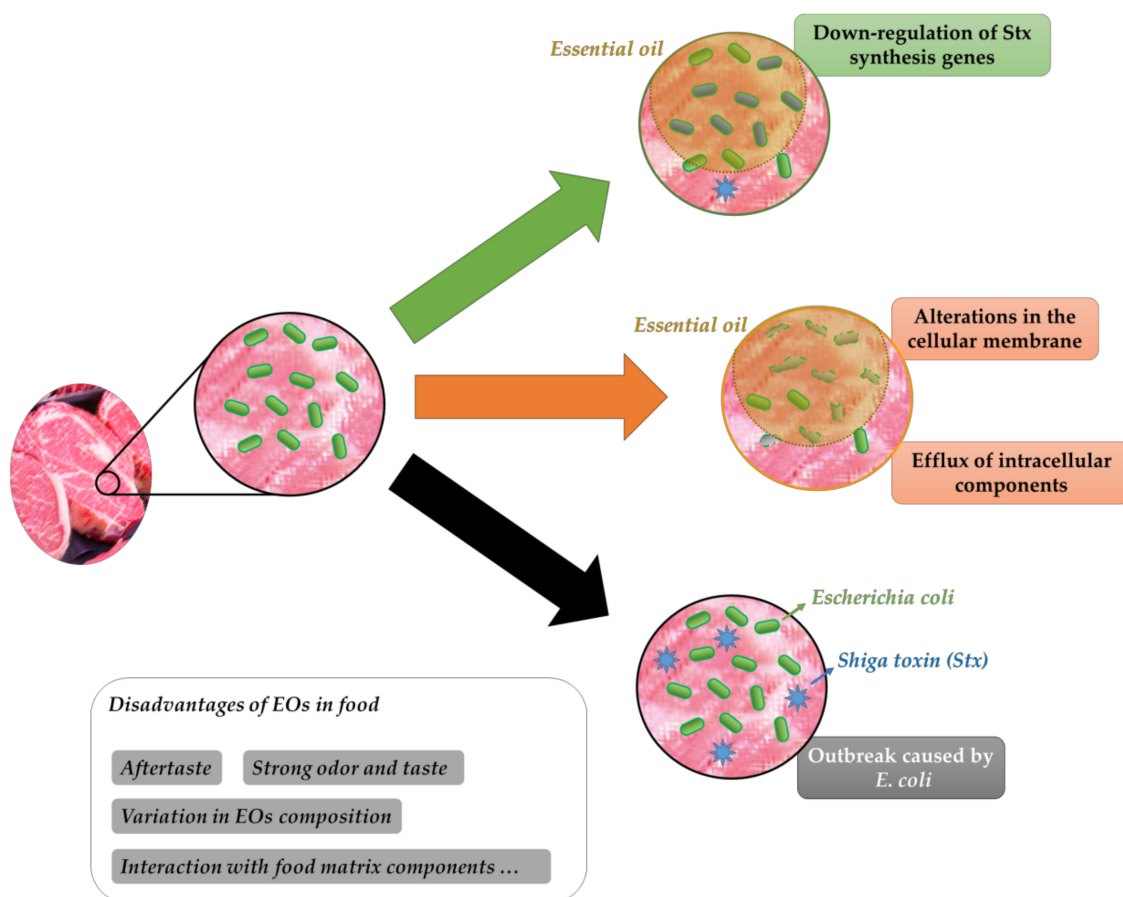 Essential oil
Down-regulation of Stx
synthesis genes
Essential oil
Alterations in the
cellular membrane
Efflux of intracellular
components
Escherichia coli
Shiga toxin (Stx)
Outbreak caused by
E. coli
Disadvantages of EOs in food
Aftertaste
Strong odor and taste
Variation in EOs composition
Interaction with food matrix components …